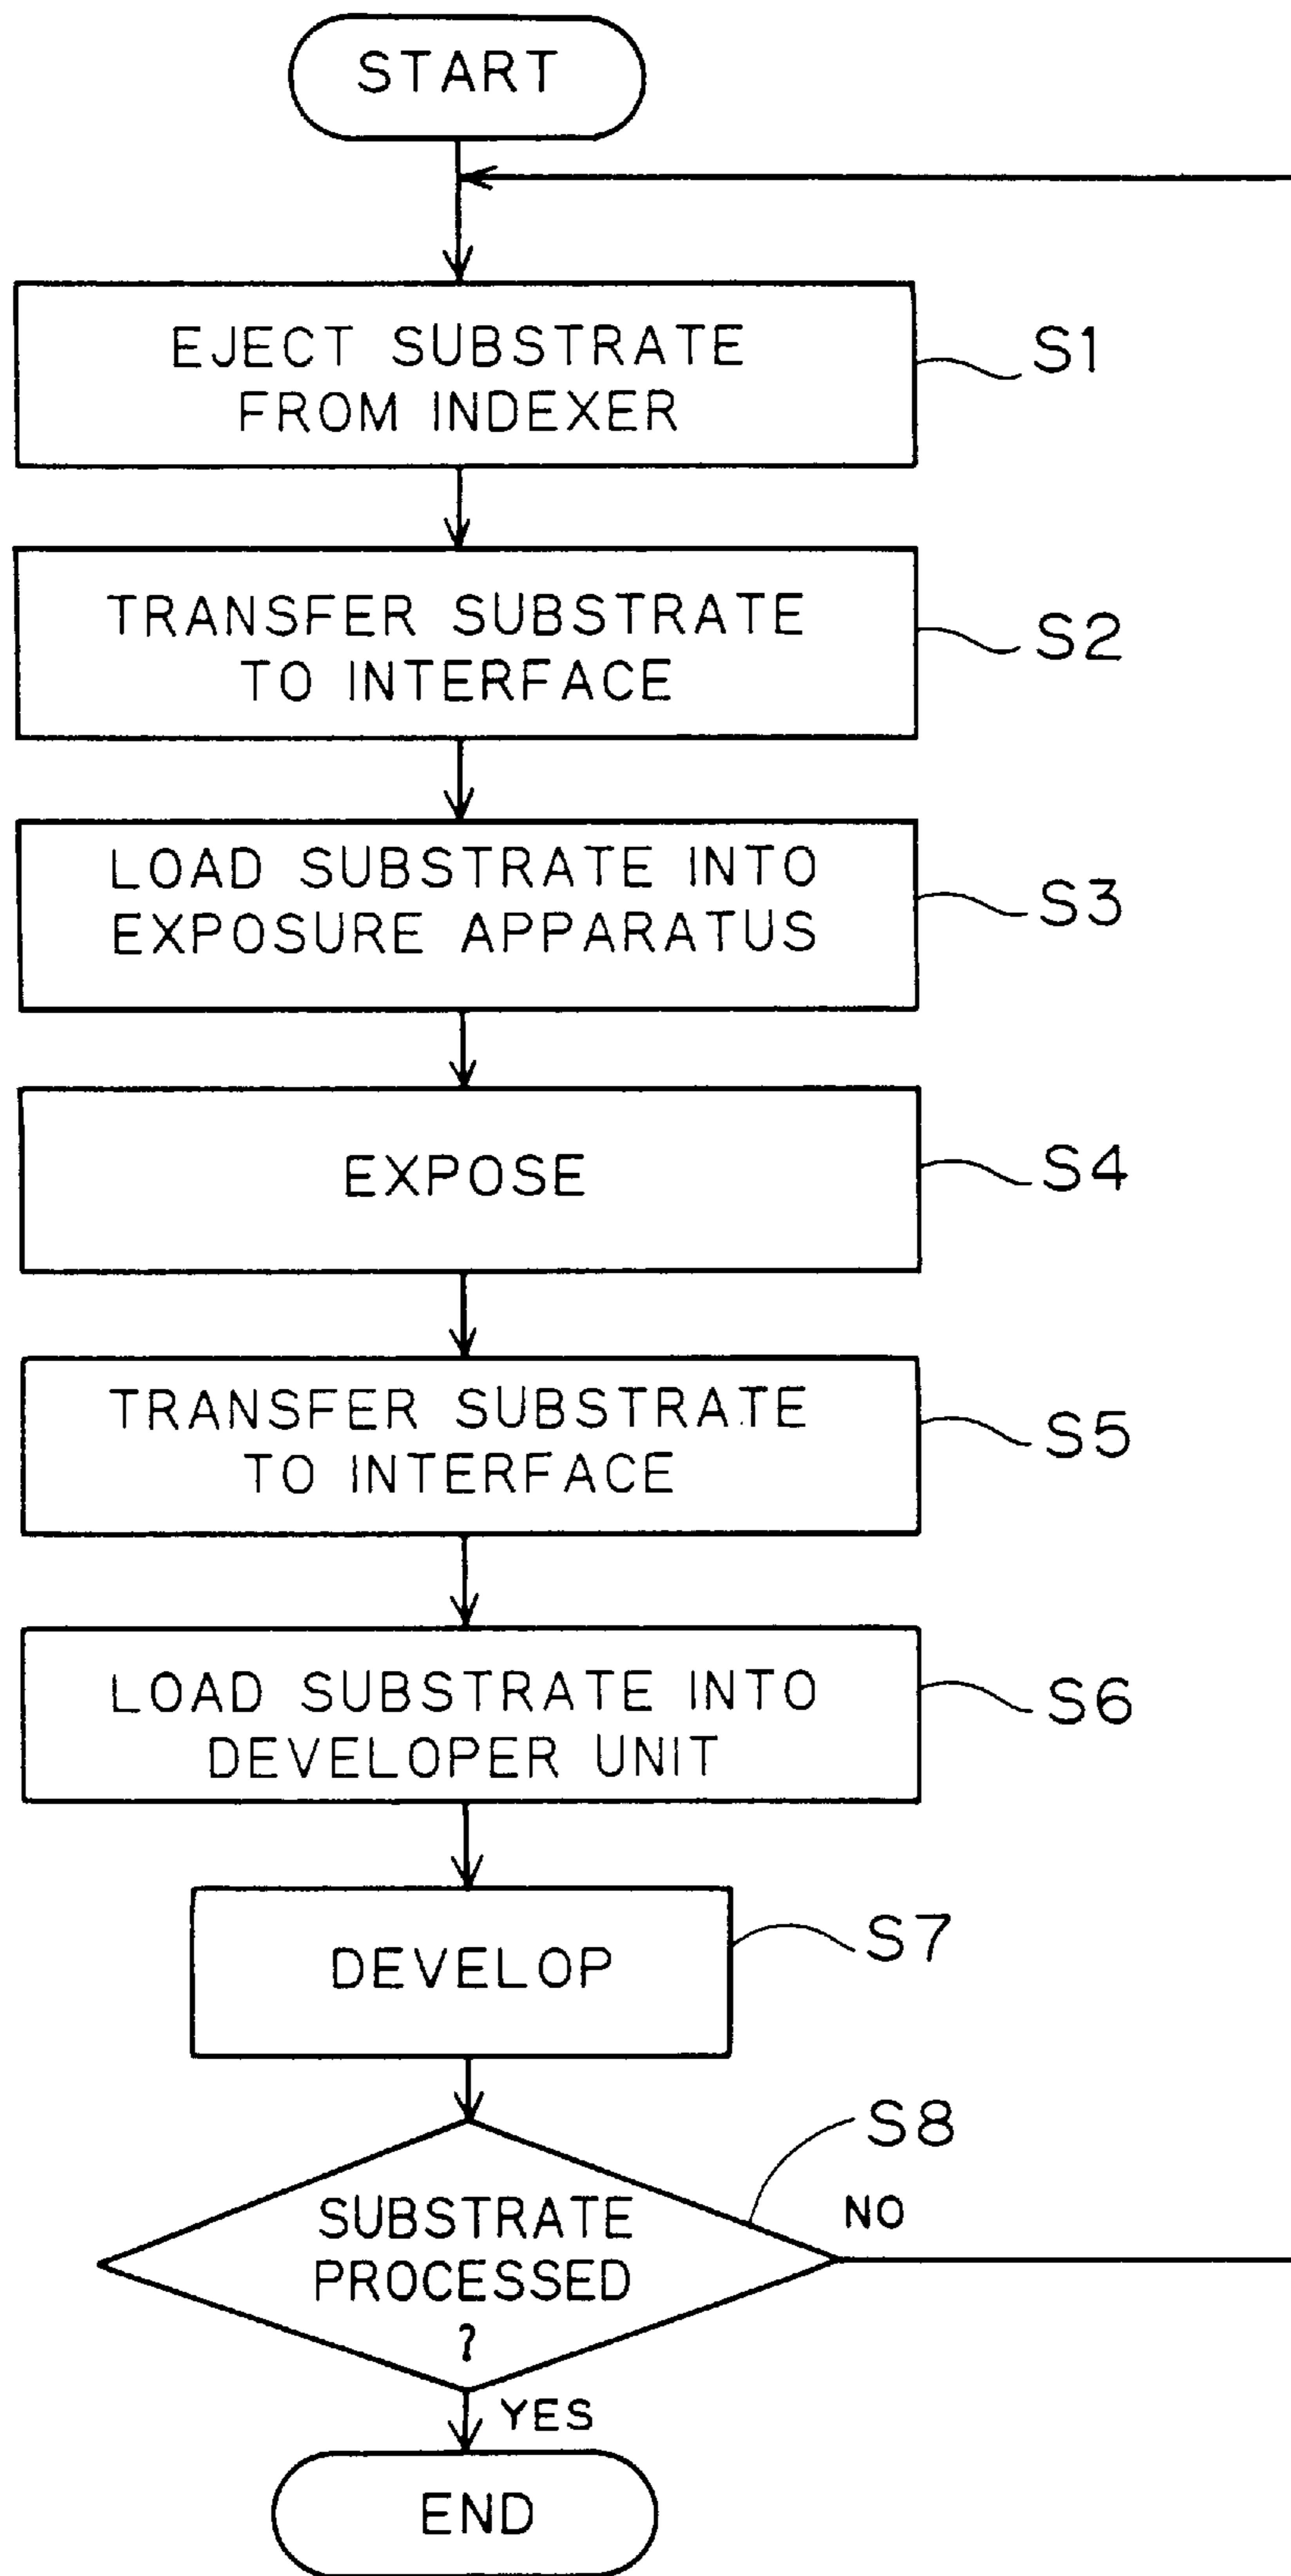 START
EJECT SUBSTRATE
FROM INDEXER
S1
TRANSFER SUBSTRATE
TO INTERFACE
S2
LOAD SUBSTRATE INTO
EXPOSURE APPARATUS
S3
EXPOSE
S4
TRANSFER SUBSTRATE
TO INTERFACE
S5
LOAD SUBSTRATE INTO
DEVELOPER UNIT
S6
DEVELOP
S7
S8
SUBSTRATE
PROCESSED
?
NO
YES
END